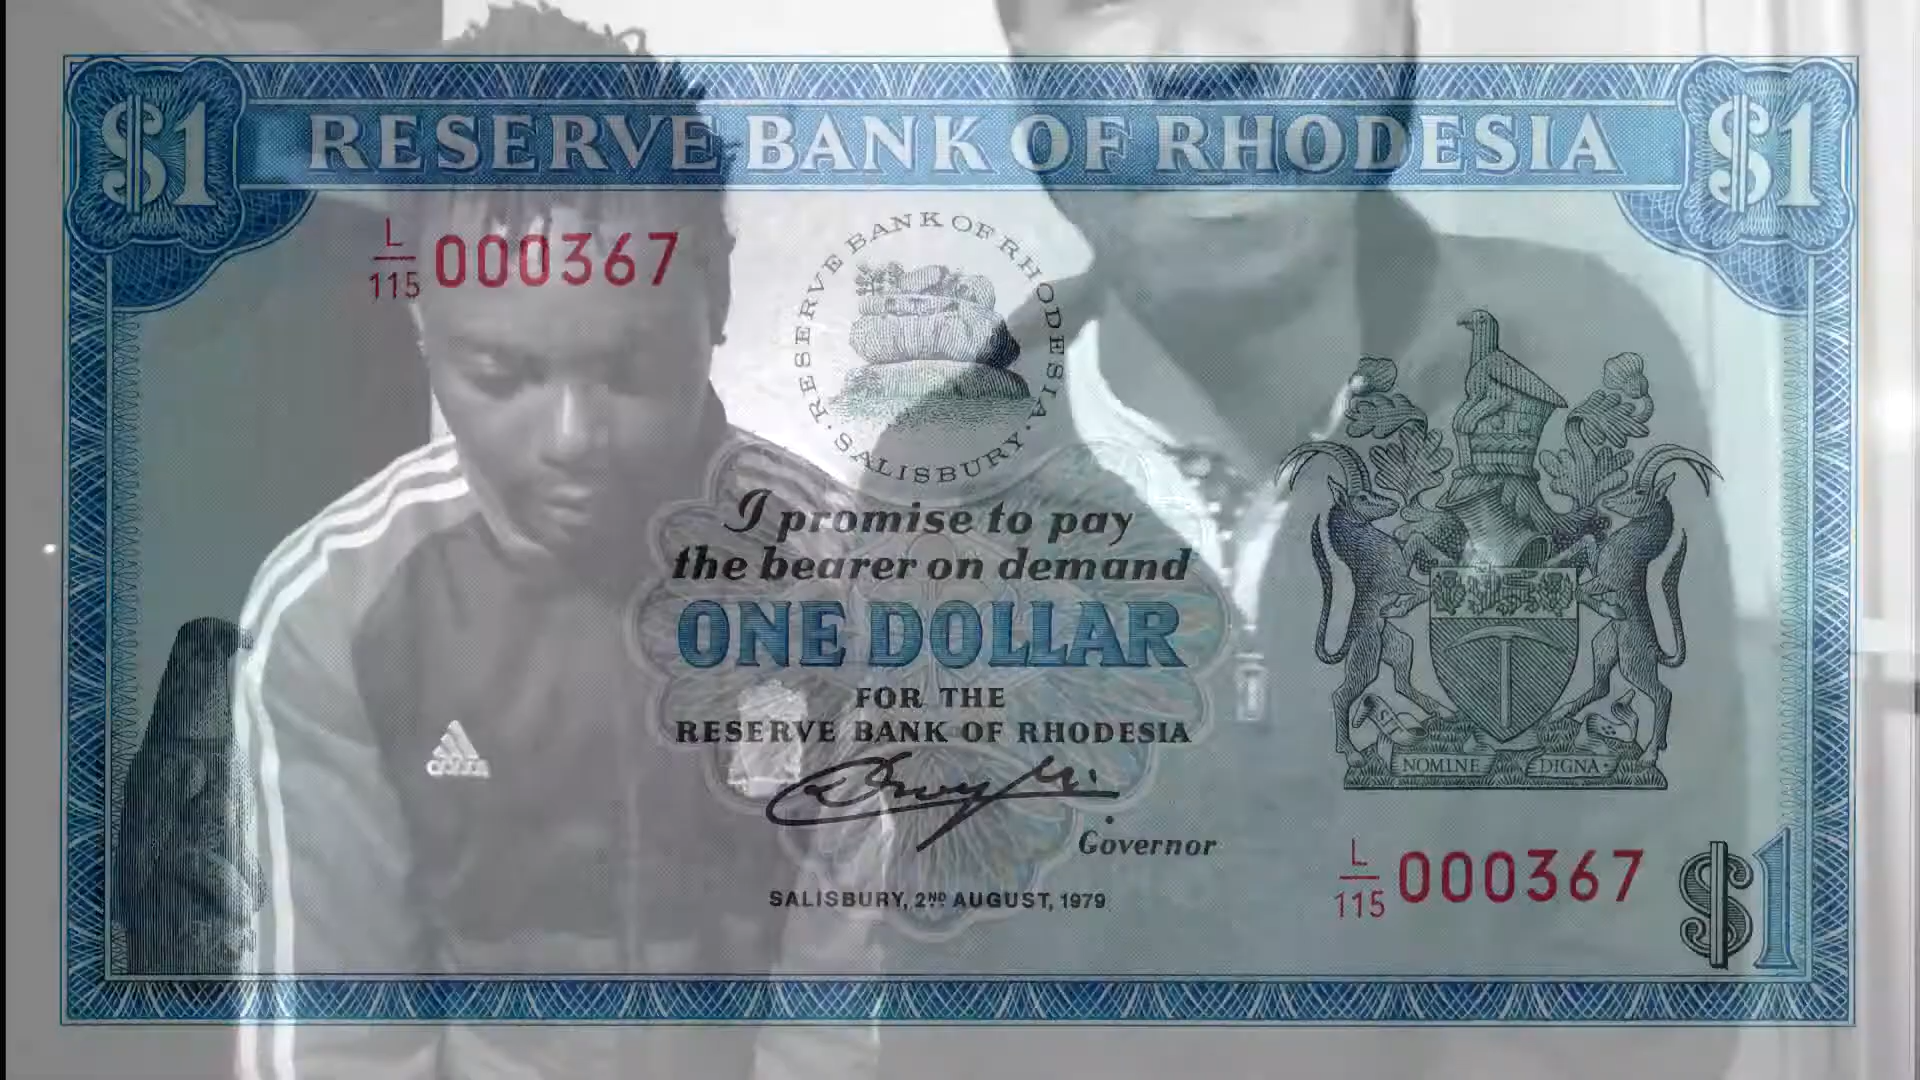 $1 RESERVE BANK OF RHODESIA $1
L/115 000367
RESERVE BANK OF RHODESIA · SALISBURY ·
I promise to pay
the bearer on demand
ONE DOLLAR
FOR THE
RESERVE BANK OF RHODESIA
Governor
SALISBURY, 2ND AUGUST, 1979
NOMINE DIGNA
L/115 000367
$1
adidas